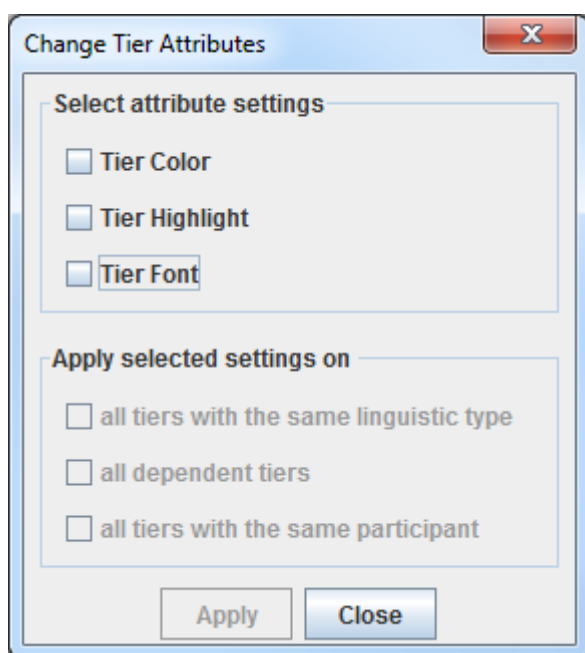 Change Tier Attributes
Select attribute settings
Tier Color
Tier Highlight
Tier Font
Apply selected settings on
all tiers with the same linguistic type
all dependent tiers
all tiers with the same participant
Apply
Close